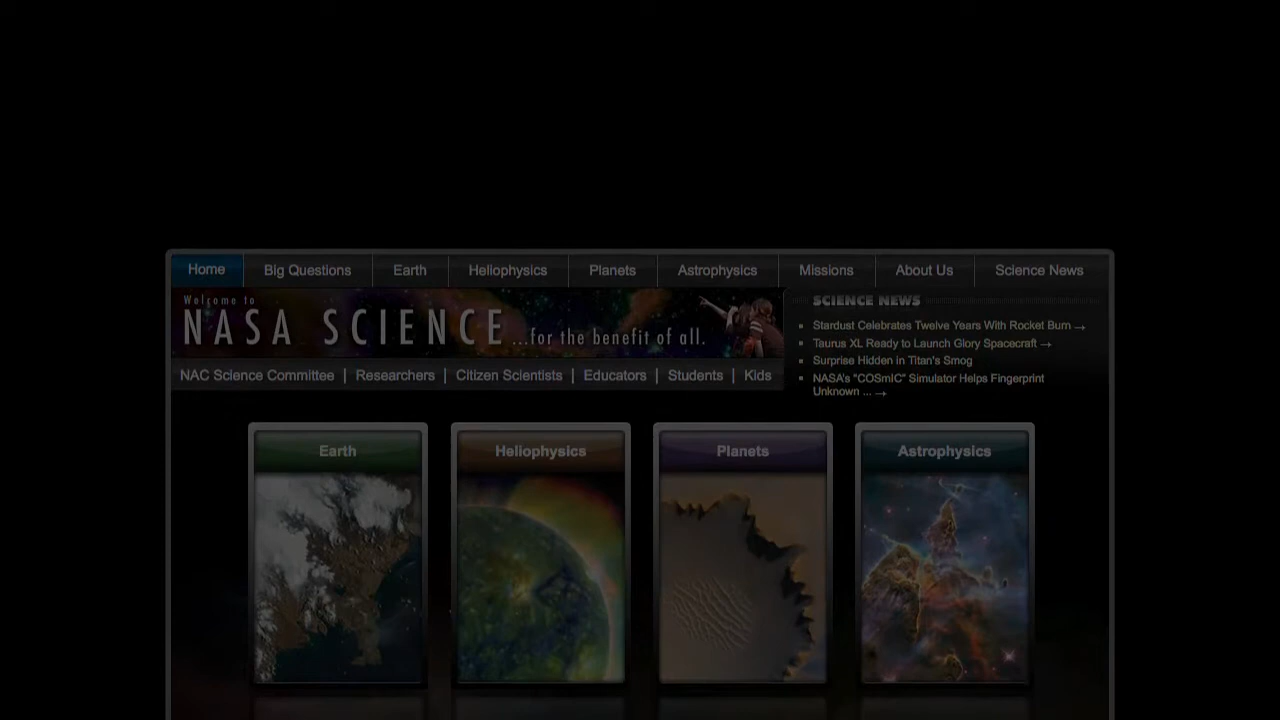 Home Big Questions Earth Heliophysics Planets Astrophysics Missions About Us Science News
Welcome to
NASA SCIENCE ...for the benefit of all.
NAC Science Committee | Researchers | Citizen Scientists | Educators | Students | Kids
SCIENCE NEWS
Stardust Celebrates Twelve Years With Rocket Burn →
Taurus XL Ready to Launch Glory Spacecraft →
Surprise Hidden in Titan's Smog
NASA's "COSmIC" Simulator Helps Fingerprint
Unknown ... →
Earth Heliophysics Planets Astrophysics